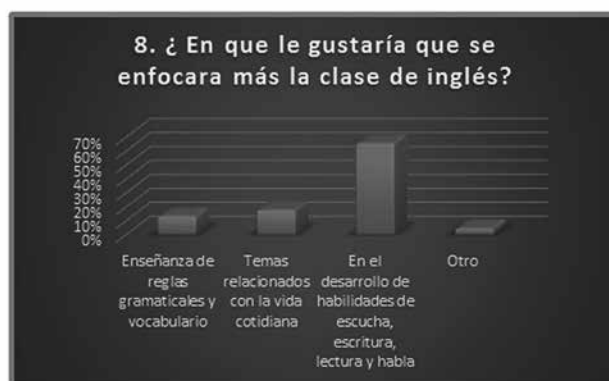 8. ¿ En que le gustaría que se
enfocara más la clase de inglés?
70%
60%
50%
40%
30%
20%
10%
0%
Enseñanza de
reglas
gramaticales y
vocabulario
Temas
relacionados
con la vida
cotidiana
En el
desarrollo de
habilidades de
escucha,
escritura,
lectura y habla
Otro